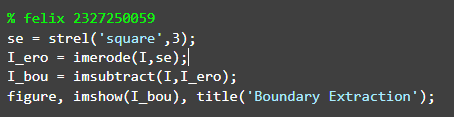 % felix 2327250059
se = strel('square',3);
I_ero = imerode(I,se);
I_bou = imsubtract(I,I_ero);
figure, imshow(I_bou), title('Boundary Extraction');